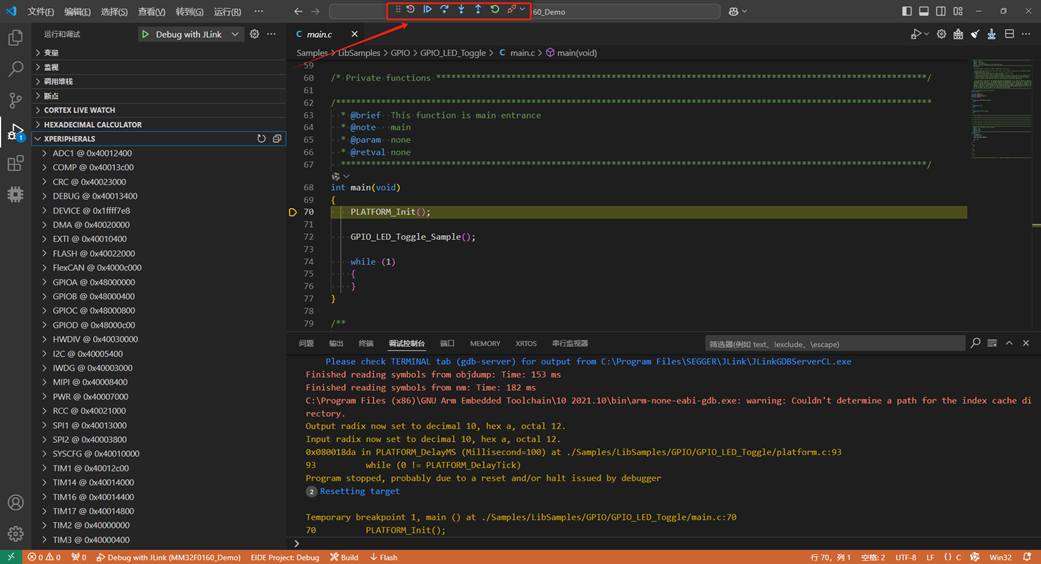 文件(F) 编辑(E) 选择(S) 查看(V) 转到(G) 运行(R) ···
60_Demo
运行和调试
Debug with JLink
变量
监视
调用堆栈
断点
CORTEX LIVE WATCH
HEXADECIMAL CALCULATOR
XPERIPHERALS
ADC1 @ 0x40012400
COMP @ 0x40013c00
CRC @ 0x40023000
DEBUG @ 0x40013400
DEVICE @ 0x1ffff7e8
DMA @ 0x40020000
EXTI @ 0x40010400
FLASH @ 0x40022000
FlexCAN @ 0x4000c000
GPIOA @ 0x48000000
GPIOB @ 0x48000400
GPIOC @ 0x48000800
GPIOD @ 0x48000c00
HWDIV @ 0x40030000
I2C @ 0x40005400
IWDG @ 0x40003000
MIPI @ 0x40008400
PWR @ 0x40007000
RCC @ 0x40021000
SPI1 @ 0x40013000
SPI2 @ 0x40003800
SYSCFG @ 0x40010000
TIM1 @ 0x40012c00
TIM14 @ 0x40014000
TIM16 @ 0x40014400
TIM17 @ 0x40014800
TIM2 @ 0x40000000
TIM3 @ 0x40000400
1
C main.c
Samples > LibSamples > GPIO > GPIO_LED_Toggle > C main.c > main(void)
59
60 /* Private functions ****************************************************************************************************/
61
62 /***********************************************************************************************************************
63 * @brief This function is main entrance
64 * @note main
65 * @param none
66 * @retval none
67 *********************************************************************************************************************/
68 int main(void)
69 {
70 PLATFORM_Init();
71
72 GPIO_LED_Toggle_Sample();
73
74 while (1)
75 {
76 }
77 }
78
79 /**
问题 输出 终端 调试控制台 端口 MEMORY XRTOS 串行监视器
筛选器(例如 text、!exclude、\escape)
Please check TERMINAL tab (gdb-server) for output from C:\Program Files\SEGGER\JLink\JLinkGDBServerCL.exe
Finished reading symbols from objdump: Time: 153 ms
Finished reading symbols from nm: Time: 182 ms
C:\Program Files (x86)\GNU Arm Embedded Toolchain\10 2021.10\bin\arm-none-eabi-gdb.exe: warning: Couldn't determine a path for the index cache di
rectory.
Output radix now set to decimal 10, hex a, octal 12.
Input radix now set to decimal 10, hex a, octal 12.
0x080018da in PLATFORM_DelayMS (Millisecond=100) at ./Samples/LibSamples/GPIO/GPIO_LED_Toggle/platform.c:93
93 while (0 != PLATFORM_DelayTick)
Program stopped, probably due to a reset and/or halt issued by debugger
2 Resetting target
Temporary breakpoint 1, main () at ./Samples/LibSamples/GPIO/GPIO_LED_Toggle/main.c:70
70 PLATFORM_Init();
0 0 0 Debug with JLink (MM32F0160_Demo) EIDE Project: Debug Build Flash 行 70，列 1 空格: 2 UTF-8 LF {} C Win32